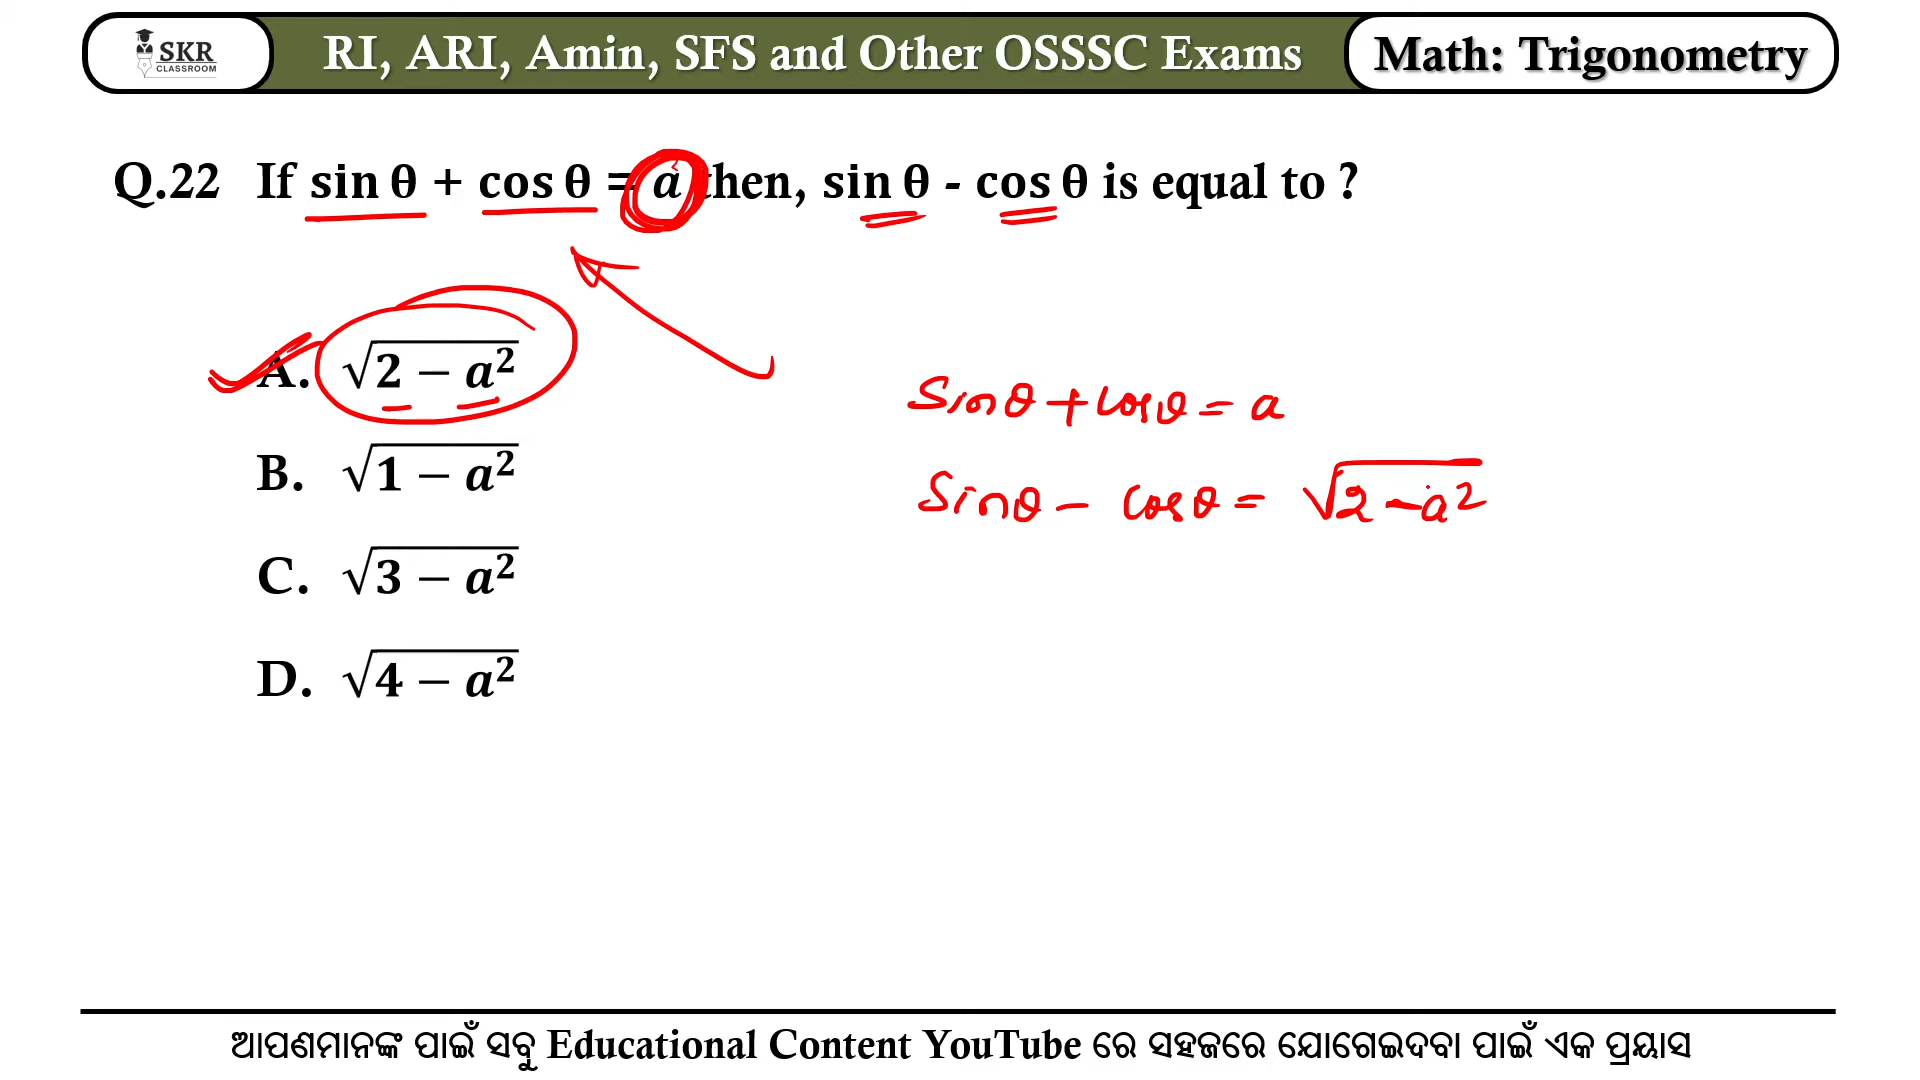 SKR
CLASSROOM
RI, ARI, Amin, SFS and Other OSSSC Exams
Math: Trigonometry
Q.22 If sin θ + cos θ = a then, sin θ - cos θ is equal to ?
A. √2 − a²
B. √1 − a²
C. √3 − a²
D. √4 − a²
sinθ + cosθ = a
sinθ − cosθ = √2 − a²
ଆପଣମାନଙ୍କ ପାଇଁ ସବୁ Educational Content YouTube ରେ ସହଜରେ ଯୋଗେଇଦବା ପାଇଁ ଏକ ପ୍ରୟାସ